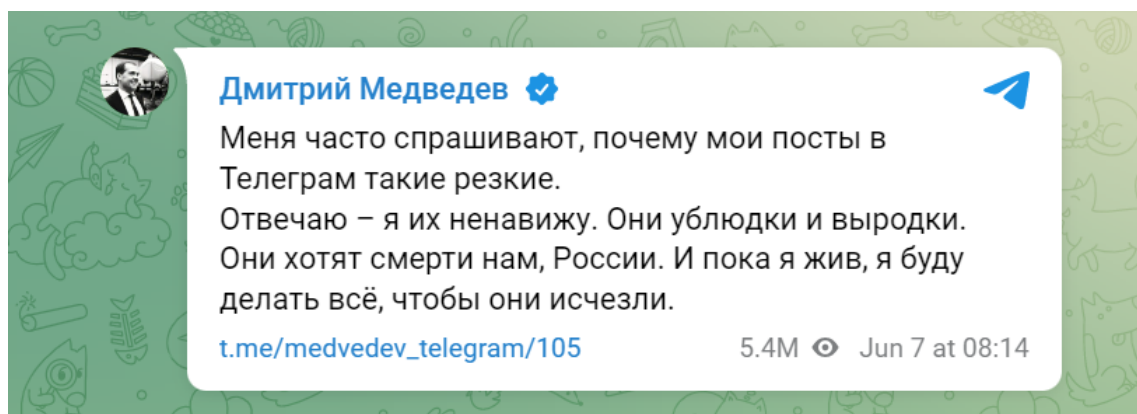 Дмитрий Медведев
Меня часто спрашивают, почему мои посты в
Телеграм такие резкие.
Отвечаю – я их ненавижу. Они ублюдки и выродки.
Они хотят смерти нам, России. И пока я жив, я буду
делать всё, чтобы они исчезли.
t.me/medvedev_telegram/105 5.4M Jun 7 at 08:14